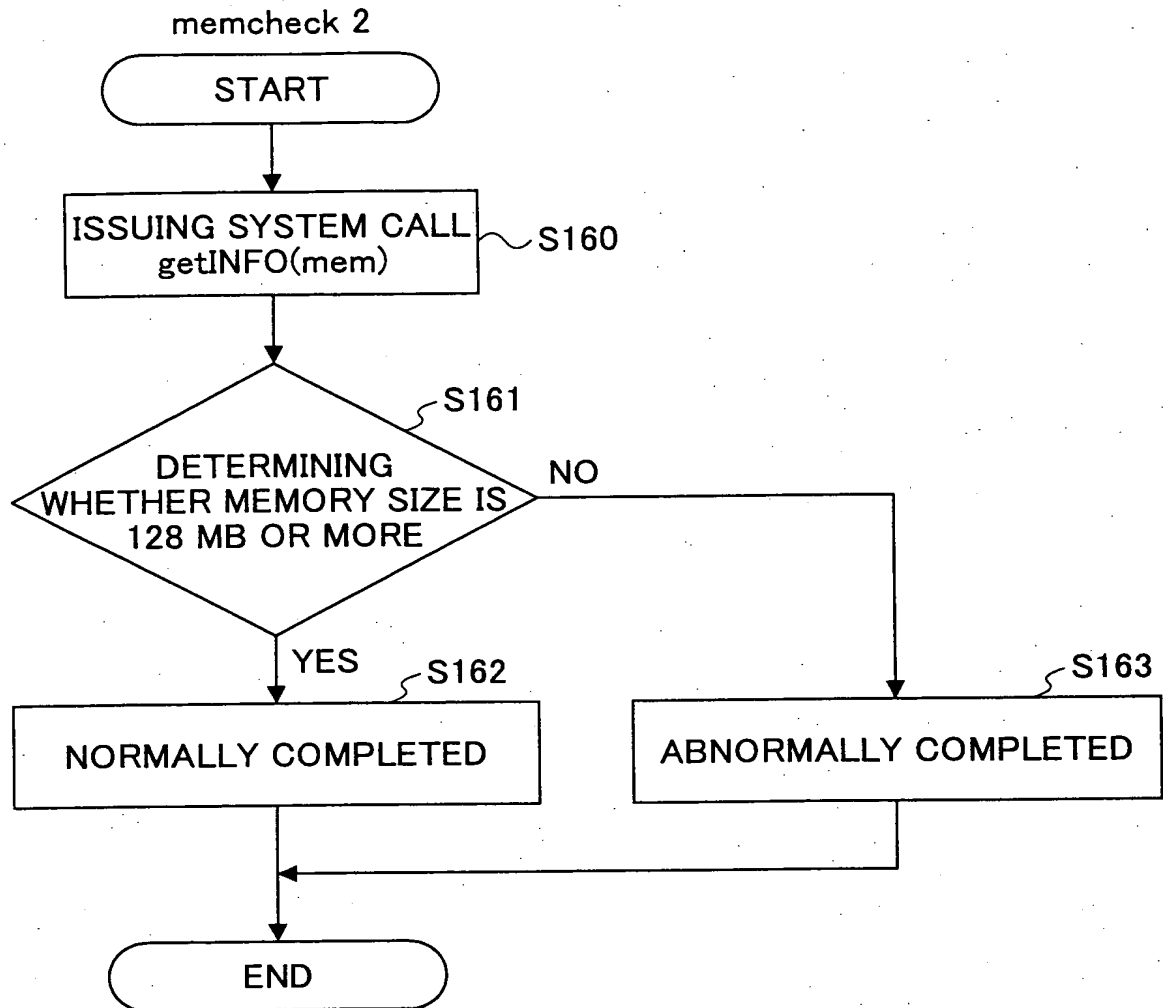 memcheck 2
START
ISSUING SYSTEM CALL
getINFO(mem)
S160
S161
DETERMINING
WHETHER MEMORY SIZE IS
128 MB OR MORE
NO
YES
S162
NORMALLY COMPLETED
S163
ABNORMALLY COMPLETED
END